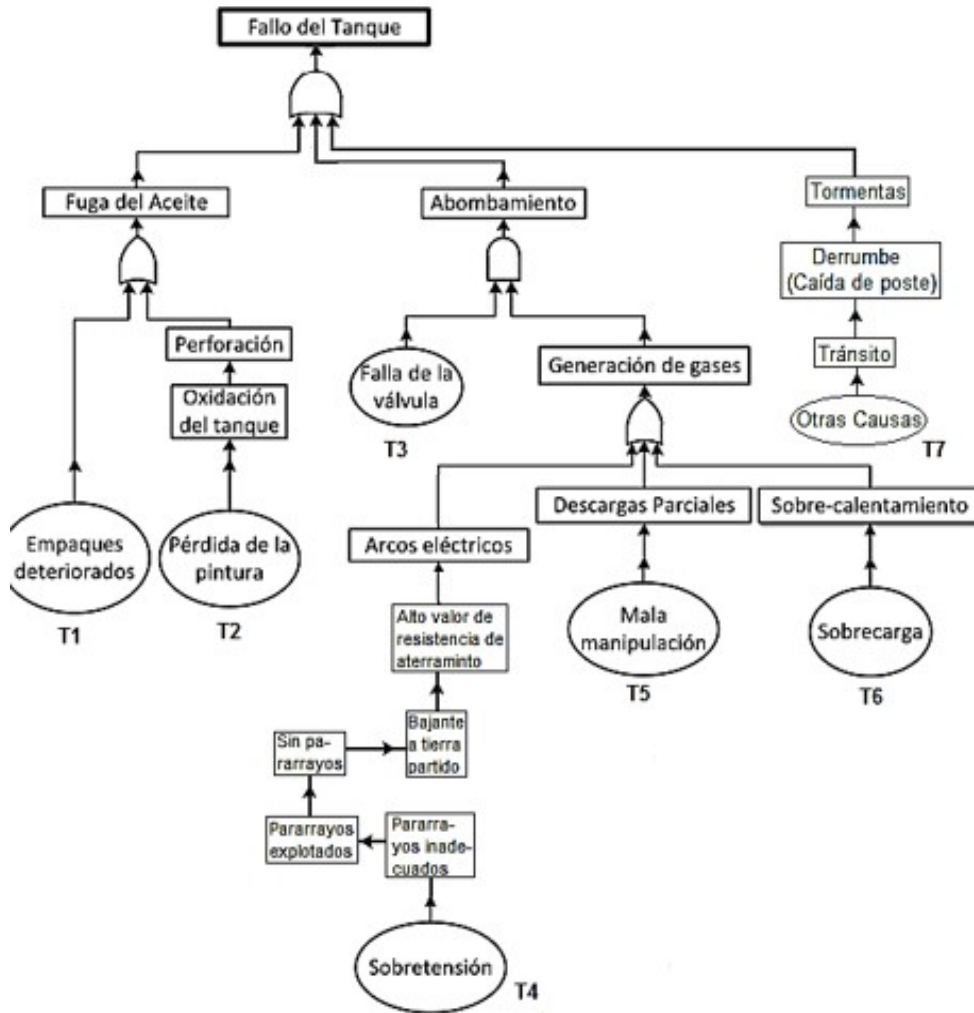 Fallo del Tanque
Fuga del Aceite
Abombamiento
Tormentas
Derrumbe
(Caída de poste)
Perforación
Falla de la
válvula
T3
Generación de gases
Tránsito
Oxidación
del tanque
Otras Causas
T7
Empaques
deteriorados
T1
Pérdida de la
pintura
T2
Arcos eléctricos
Descargas Parciales
Sobre-calentamiento
Alto valor de
resistencia de
aterraminto
Mala
manipulación
T5
Sobrecarga
T6
Sin pa-
rarrayos
Bajante
a tierra
partido
Pararrayos
explotados
Pararra-
yos inade-
cuados
Sobretensión
T4